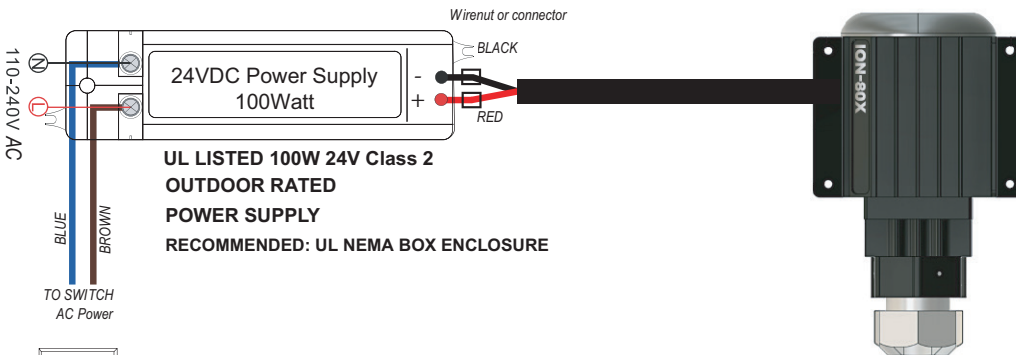 Wirenut or connector
BLACK
24VDC Power Supply
100Watt
-
+
RED
N
L
110-240V AC
ION-80X
UL LISTED 100W 24V Class 2
OUTDOOR RATED
POWER SUPPLY
RECOMMENDED: UL NEMA BOX ENCLOSURE
BLUE
BROWN
TO SWITCH
AC Power